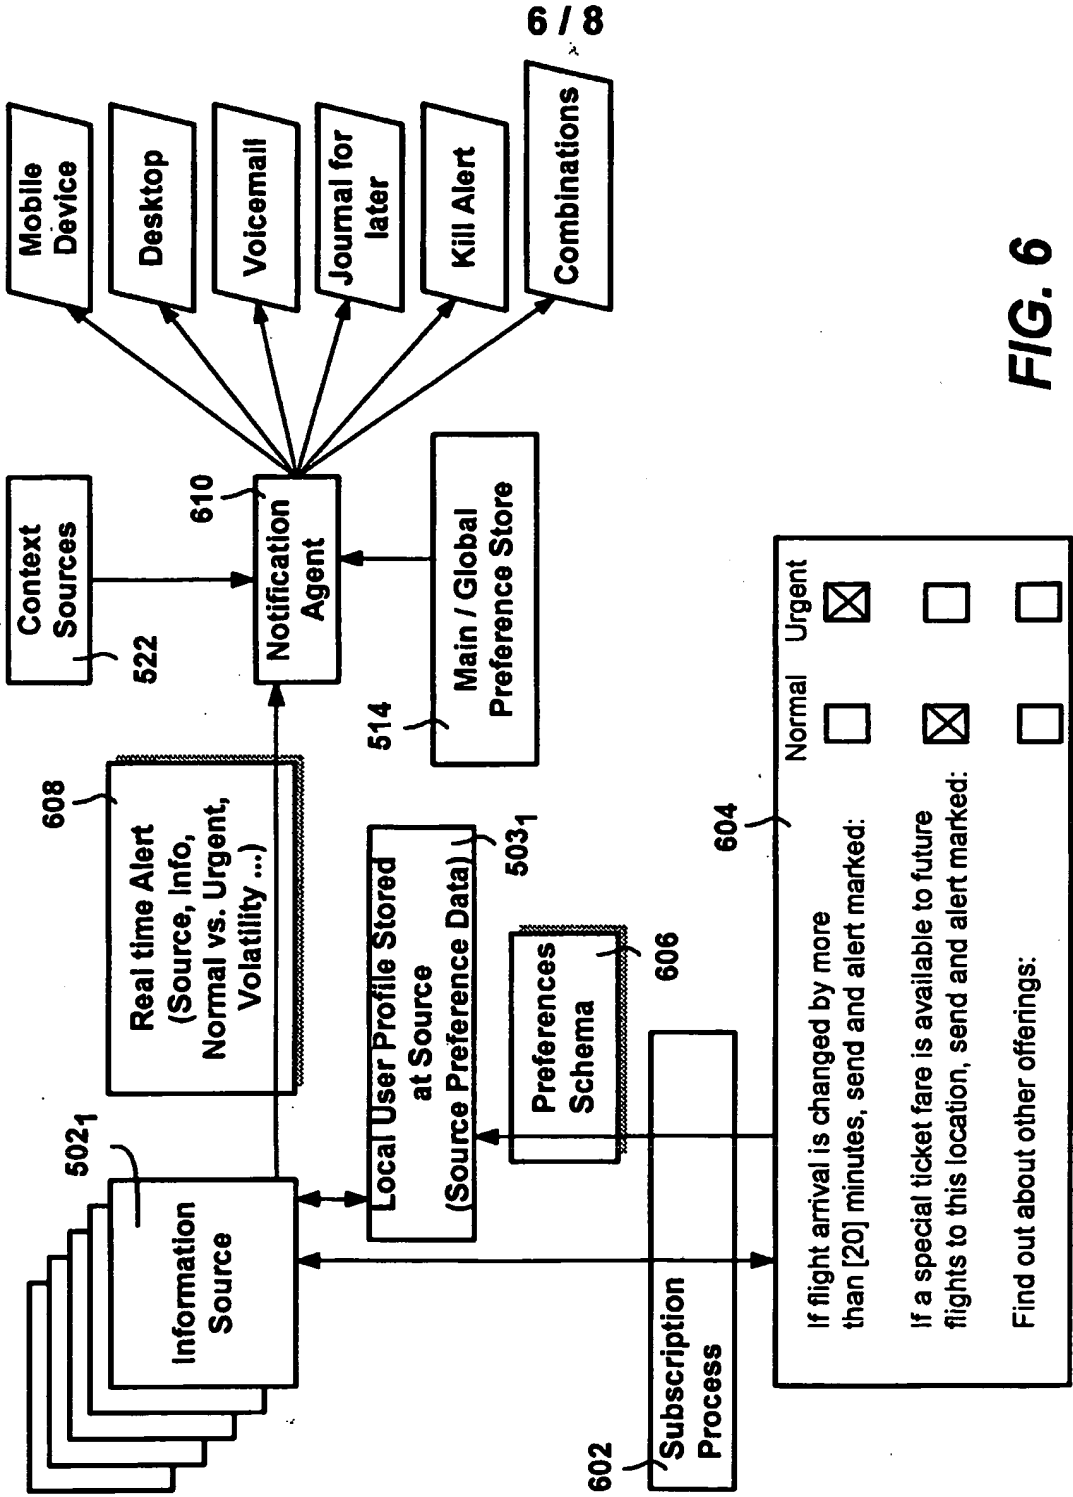 6 / 8
502₁
Information
Source
608
Real time Alert
(Source, Info,
Normal vs. Urgent,
Volatility ...)
522
Context
Sources
610
Notification
Agent
Mobile
Device
Desktop
Voicemail
Journal for
later
Kill Alert
Combinations
Local User Profile Stored
at Source
(Source Preference Data)
503₁
514
Main / Global
Preference Store
Preferences
Schema
606
602
Subscription
Process
604
Normal Urgent
If flight arrival is changed by more
than [20] minutes, send and alert marked:
If a special ticket fare is available to future
flights to this location, send and alert marked:
Find out about other offerings:
FIG. 6